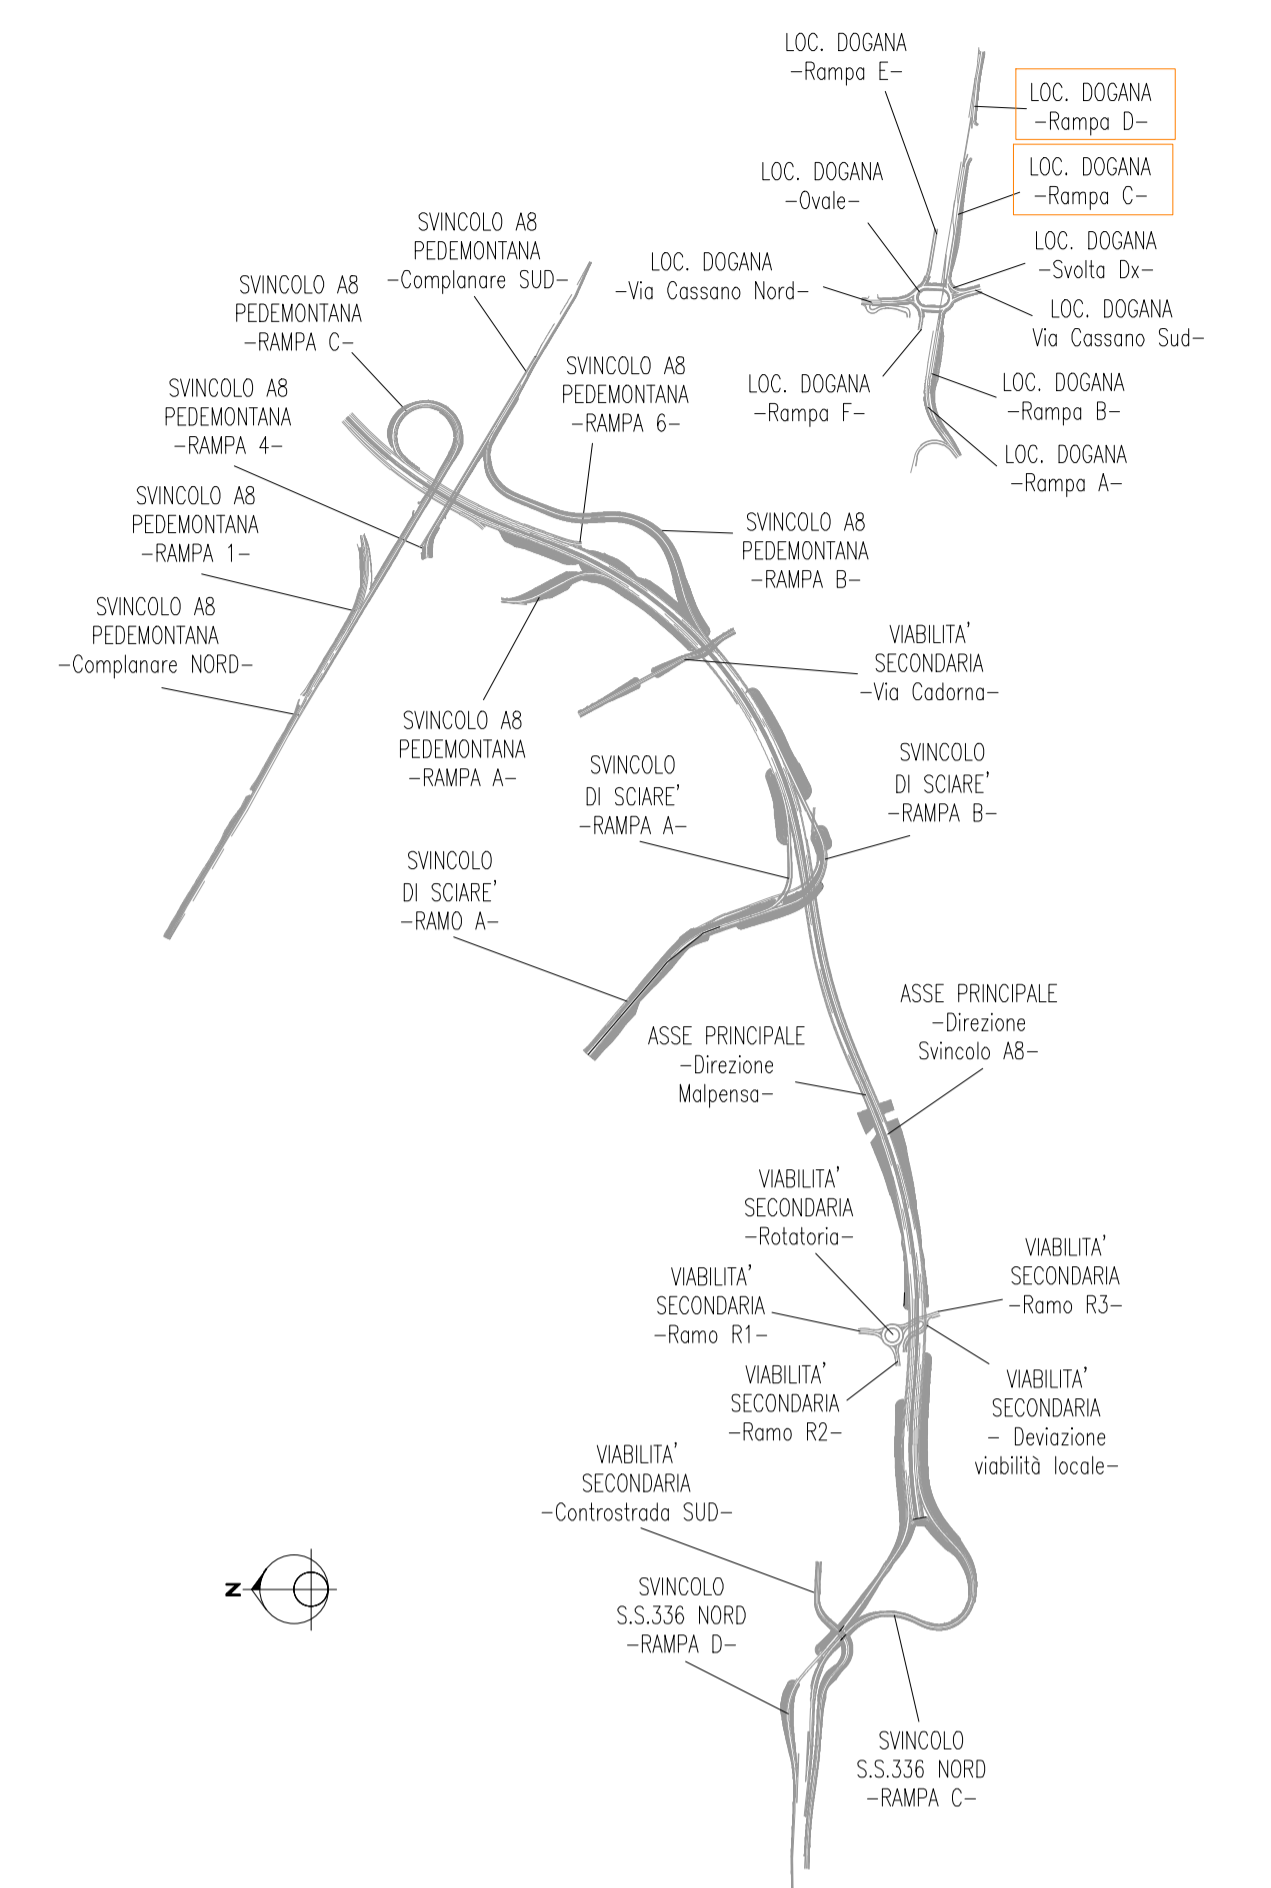 LOC. DOGANA
-Rampa E-
LOC. DOGANA
-Rampa D-
LOC. DOGANA
-Ovale-
LOC. DOGANA
-Rampa C-
SVINCOLO A8
PEDEMONTANA
-Complanare SUD-
LOC. DOGANA
-Via Cassano Nord-
LOC. DOGANA
-Svolta Dx-
SVINCOLO A8
PEDEMONTANA
-RAMPA C-
LOC. DOGANA
Via Cassano Sud-
SVINCOLO A8
PEDEMONTANA
-RAMPA 6-
LOC. DOGANA
-Rampa F-
LOC. DOGANA
-Rampa B-
SVINCOLO A8
PEDEMONTANA
-RAMPA 4-
LOC. DOGANA
-Rampa A-
SVINCOLO A8
PEDEMONTANA
-RAMPA 1-
SVINCOLO A8
PEDEMONTANA
-RAMPA B-
SVINCOLO A8
PEDEMONTANA
-Complanare NORD-
VIABILITA'
SECONDARIA
-Via Cadorna-
SVINCOLO A8
PEDEMONTANA
-RAMPA A-
SVINCOLO
DI SCIARE'
-RAMPA A-
SVINCOLO
DI SCIARE'
-RAMPA B-
SVINCOLO
DI SCIARE'
-RAMO A-
ASSE PRINCIPALE
-Direzione
Svincolo A8-
ASSE PRINCIPALE
-Direzione
Malpensa-
VIABILITA'
SECONDARIA
-Rotatoria-
VIABILITA'
SECONDARIA
-Ramo R3-
VIABILITA'
SECONDARIA
-Ramo R1-
VIABILITA'
SECONDARIA
-Ramo R2-
VIABILITA'
SECONDARIA
- Deviazione
viabilità locale-
VIABILITA'
SECONDARIA
-Controstrada SUD-
N
SVINCOLO
S.S.336 NORD
-RAMPA D-
SVINCOLO
S.S.336 NORD
-RAMPA C-